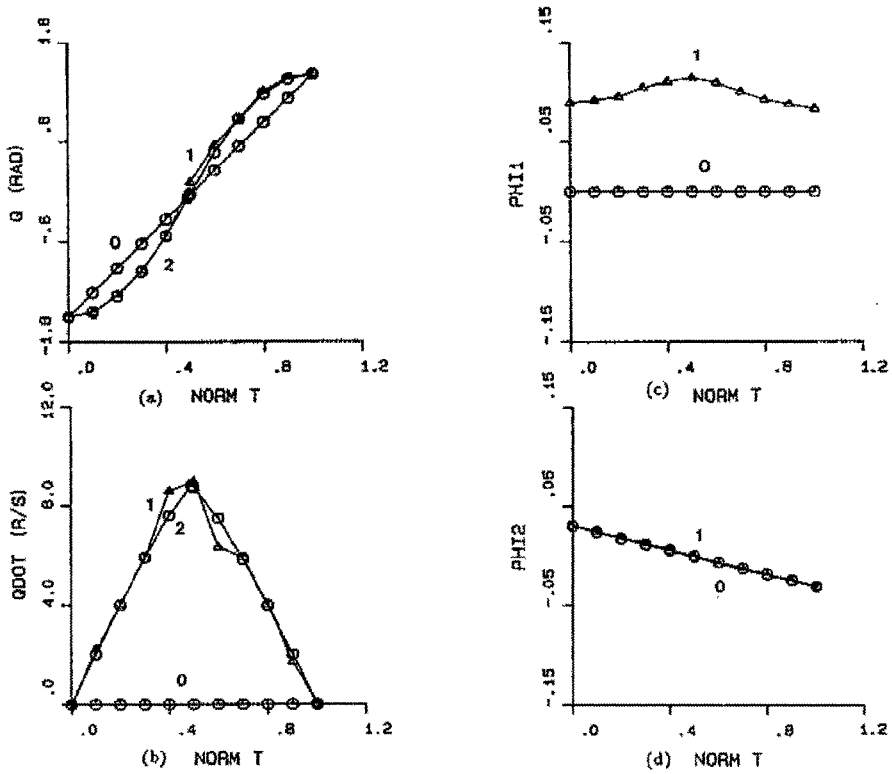 1.8
.6
-.6
-1.8
Q (RAD)
1
0
2
.0 .4 .8 1.2
(a) NORM T
.15
.05
-.05
-.15
PHI1
1
0
.0 .4 .8 1.2
(c) NORM T
12.0
8.0
4.0
.0
QDOT (R/S)
1
2
0
.0 .4 .8 1.2
(b) NORM T
.15
.05
-.05
-.15
PHI2
1
0
.0 .4 .8 1.2
(d) NORM T